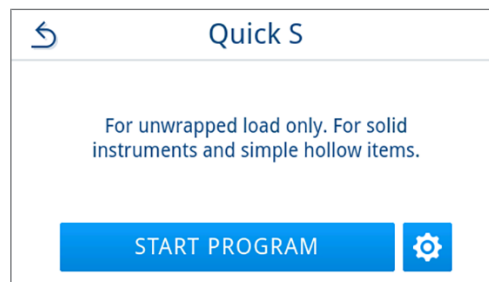 Quick S
For unwrapped load only. For solid
instruments and simple hollow items.
START PROGRAM